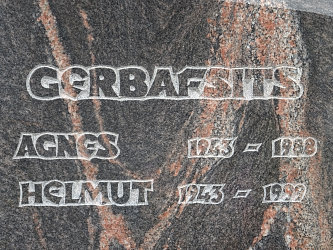 GERBAFSITS
AGNES 1943 - 1988
HELMUT 1943 - 1999